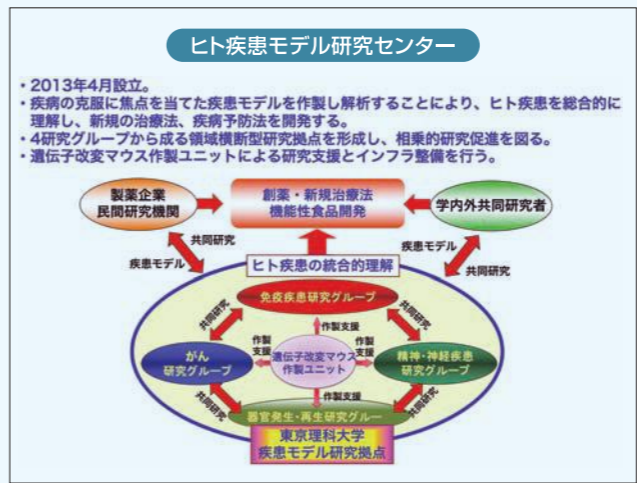 ヒト疾患モデル研究センター
・2013年4月設立。
・疾病の克服に焦点を当てた疾患モデルを作製し解析することにより、ヒト疾患を総合的に
理解し、新規の治療法、疾病予防法を開発する。
・4研究グループから成る領域横断型研究拠点を形成し、相乗的研究促進を図る。
・遺伝子改変マウス作製ユニットによる研究支援とインフラ整備を行う。
製薬企業
民間研究機関
創薬・新規治療法
機能性食品開発
学内外共同研究者
共同研究
疾患モデル
疾患モデル
共同研究
ヒト疾患の統合的理解
免疫疾患研究グループ
共同研究
共同研究
作製支援
がん
研究グループ
作製
支援
遺伝子改変マウス
作製ユニット
作製
支援
精神・神経疾患
研究グループ
共同研究
作製支援
共同研究
器官発生・再生研究グルー
東京理科大学
疾患モデル研究拠点